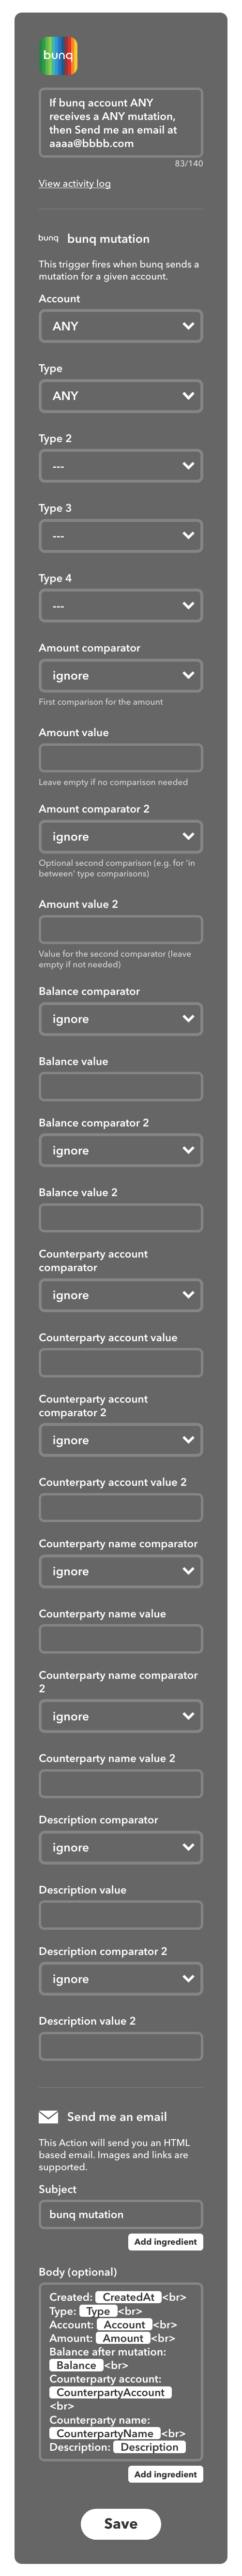 bunq
If bunq account ANY
receives a ANY mutation,
then Send me an email at
aaaa@bbbb.com
83/140
View activity log
bunq bunq mutation
This trigger fires when bunq sends a
mutation for a given account.
Account
ANY
Type
ANY
Type 2
---
Type 3
---
Type 4
---
Amount comparator
ignore
First comparison for the amount
Amount value
Leave empty if no comparison needed
Amount comparator 2
ignore
Optional second comparison (e.g. for 'in
between' type comparisons)
Amount value 2
Value for the second comparator (leave
empty if not needed)
Balance comparator
ignore
Balance value
Balance comparator 2
ignore
Balance value 2
Counterparty account
comparator
ignore
Counterparty account value
Counterparty account
comparator 2
ignore
Counterparty account value 2
Counterparty name comparator
ignore
Counterparty name value
Counterparty name comparator
2
ignore
Counterparty name value 2
Description comparator
ignore
Description value
Description comparator 2
ignore
Description value 2
Send me an email
This Action will send you an HTML
based email. Images and links are
supported.
Subject
bunq mutation
Add ingredient
Body (optional)
Created: CreatedAt <br>
Type: Type <br>
Account: Account <br>
Amount: Amount <br>
Balance after mutation:
Balance <br>
Counterparty account:
CounterpartyAccount
<br>
Counterparty name:
CounterpartyName <br>
Description: Description
Add ingredient
Save